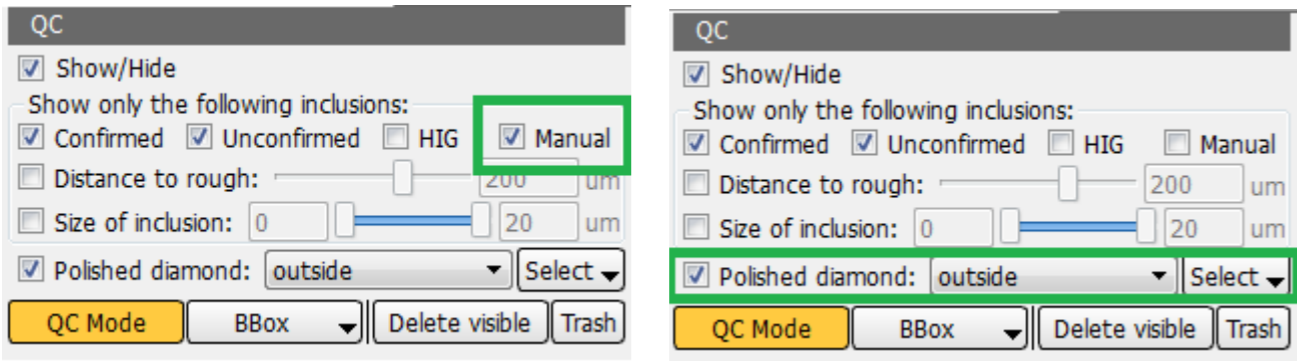 QC
Show/Hide
Show only the following inclusions:
Confirmed Unconfirmed HIG Manual
Distance to rough: 200 um
Size of inclusion: 0 20 um
Polished diamond: outside Select
QC Mode BBox Delete visible Trash
QC
Show/Hide
Show only the following inclusions:
Confirmed Unconfirmed HIG Manual
Distance to rough: 200 um
Size of inclusion: 0 20 um
Polished diamond: outside Select
QC Mode BBox Delete visible Trash